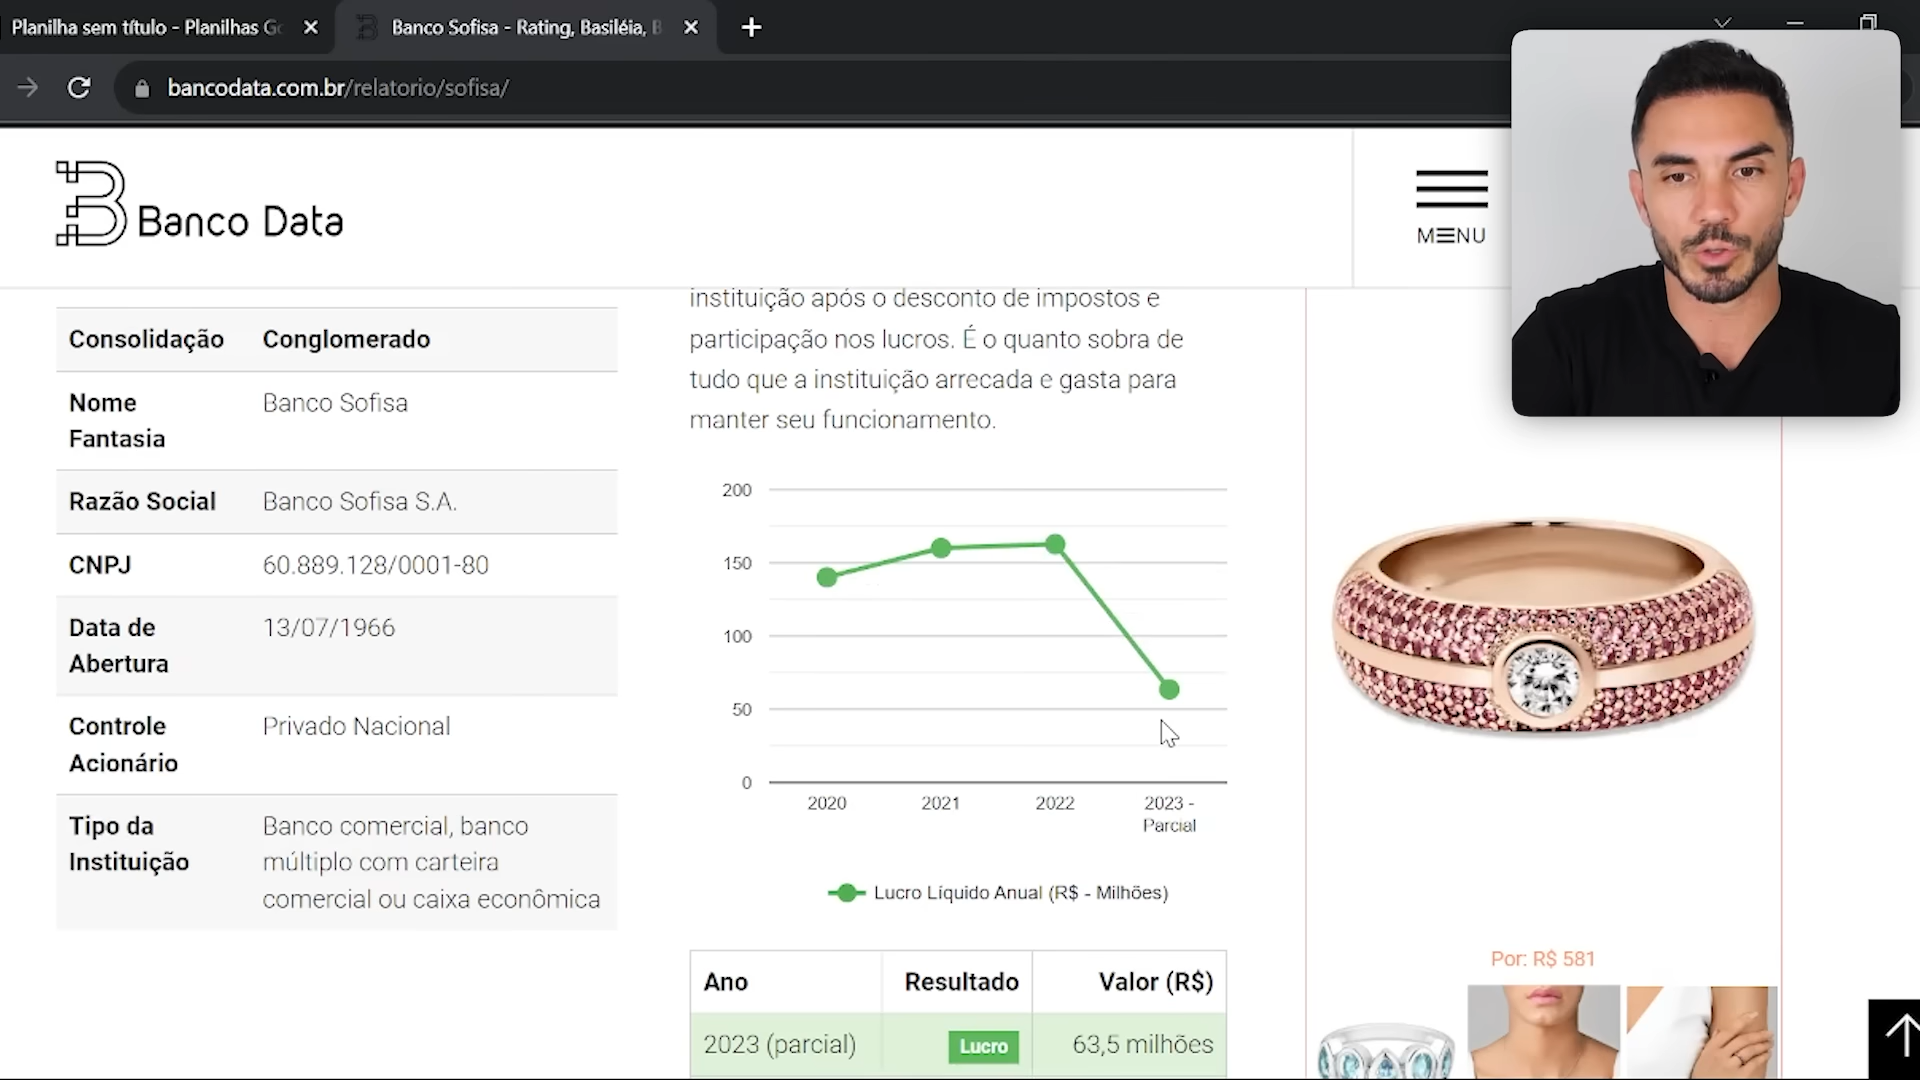 Planilha sem título - Planilhas Go
Banco Sofisa - Rating, Basiléia, B
bancodata.com.br/relatorio/sofisa/
Banco Data
MENU
Consolidação Conglomerado
Nome Fantasia Banco Sofisa
Razão Social Banco Sofisa S.A.
CNPJ 60.889.128/0001-80
Data de Abertura 13/07/1966
Controle Acionário Privado Nacional
Tipo da Instituição Banco comercial, banco
múltiplo com carteira
comercial ou caixa econômica
instituição após o desconto de impostos e
participação nos lucros. É o quanto sobra de
tudo que a instituição arrecada e gasta para
manter seu funcionamento.
200
150
100
50
0
2020 2021 2022 2023 -
Parcial
Lucro Líquido Anual (R$ - Milhões)
Ano Resultado Valor (R$)
2023 (parcial) Lucro 63,5 milhões
Por: R$ 581